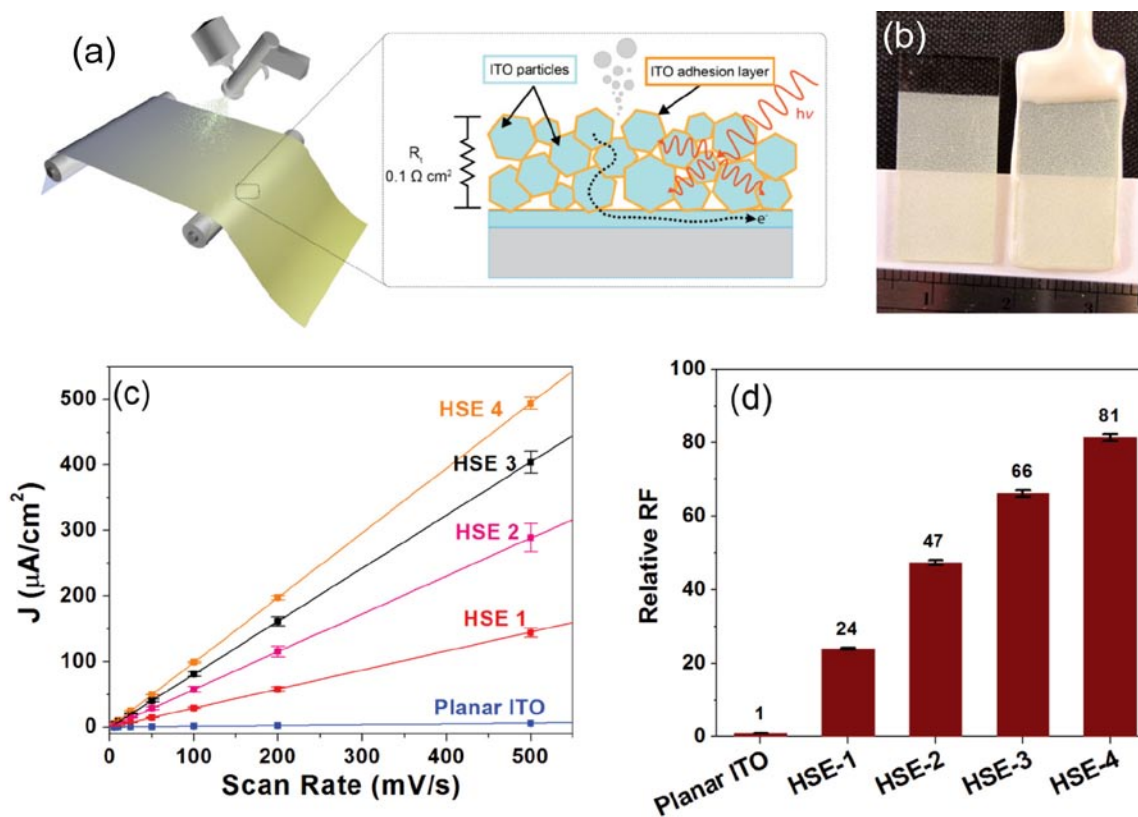 (a)
ITO particles
ITO adhesion layer
hν
Rₜ
0.1 Ω cm²
e⁻
(b)
1
2
3
(c)
J (μA/cm²)
500
400
300
200
100
0
HSE 4
HSE 3
HSE 2
HSE 1
Planar ITO
0 100 200 300 400 500
Scan Rate (mV/s)
(d)
Relative RF
100
80
60
40
20
0
1
24
47
66
81
Planar ITO
HSE-1
HSE-2
HSE-3
HSE-4